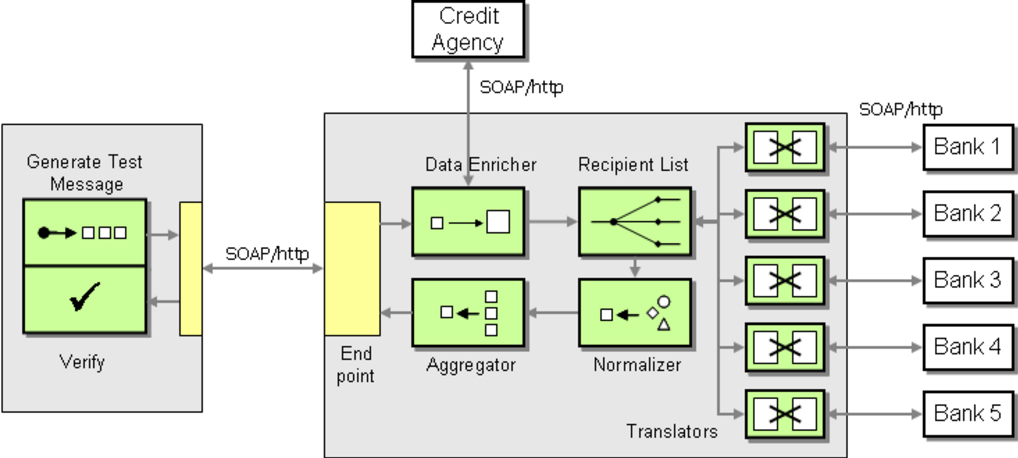 Credit
Agency
SOAP/http
SOAP/http
Generate Test
Message
Data Enricher
Recipient List
Bank 1
Bank 2
SOAP/http
Bank 3
Verify
End
point
Aggregator
Normalizer
Bank 4
Translators
Bank 5